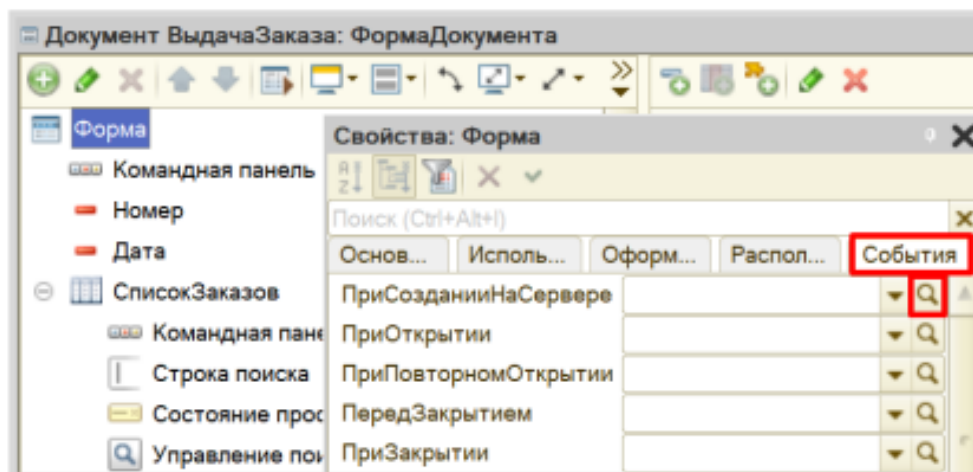 Документ ВыдачаЗаказа: ФормаДокумента
Форма
Командная панель
Номер
Дата
СписокЗаказов
Командная пане
Строка поиска
Состояние прос
Управление пои
Свойства: Форма
Поиск (Ctrl+Alt+I)
Основ... Исполь... Оформ... Распол... События
ПриСозданииНаСервере
ПриОткрытии
ПриПовторномОткрытии
ПередЗакрытием
ПриЗакрытии